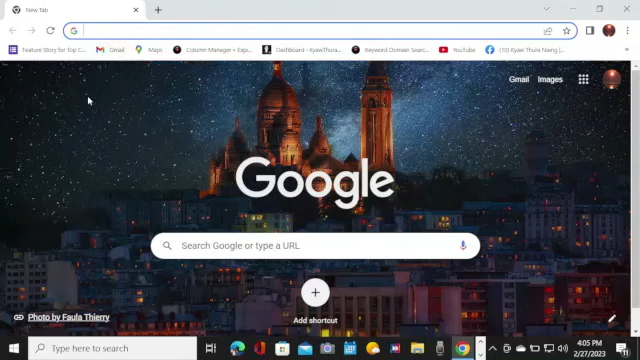 New Tab
Feature Story for Top C...
Gmail
Maps
Column Manager • Expi...
Dashboard ‹ KyawThura...
Keyword Domain Searc...
YouTube
(10) Kyaw Thura Naing |...
Gmail
Images
Google
Search Google or type a URL
Add shortcut
Photo by Faula Thierry
Type here to search
4:05 PM
2/27/2023